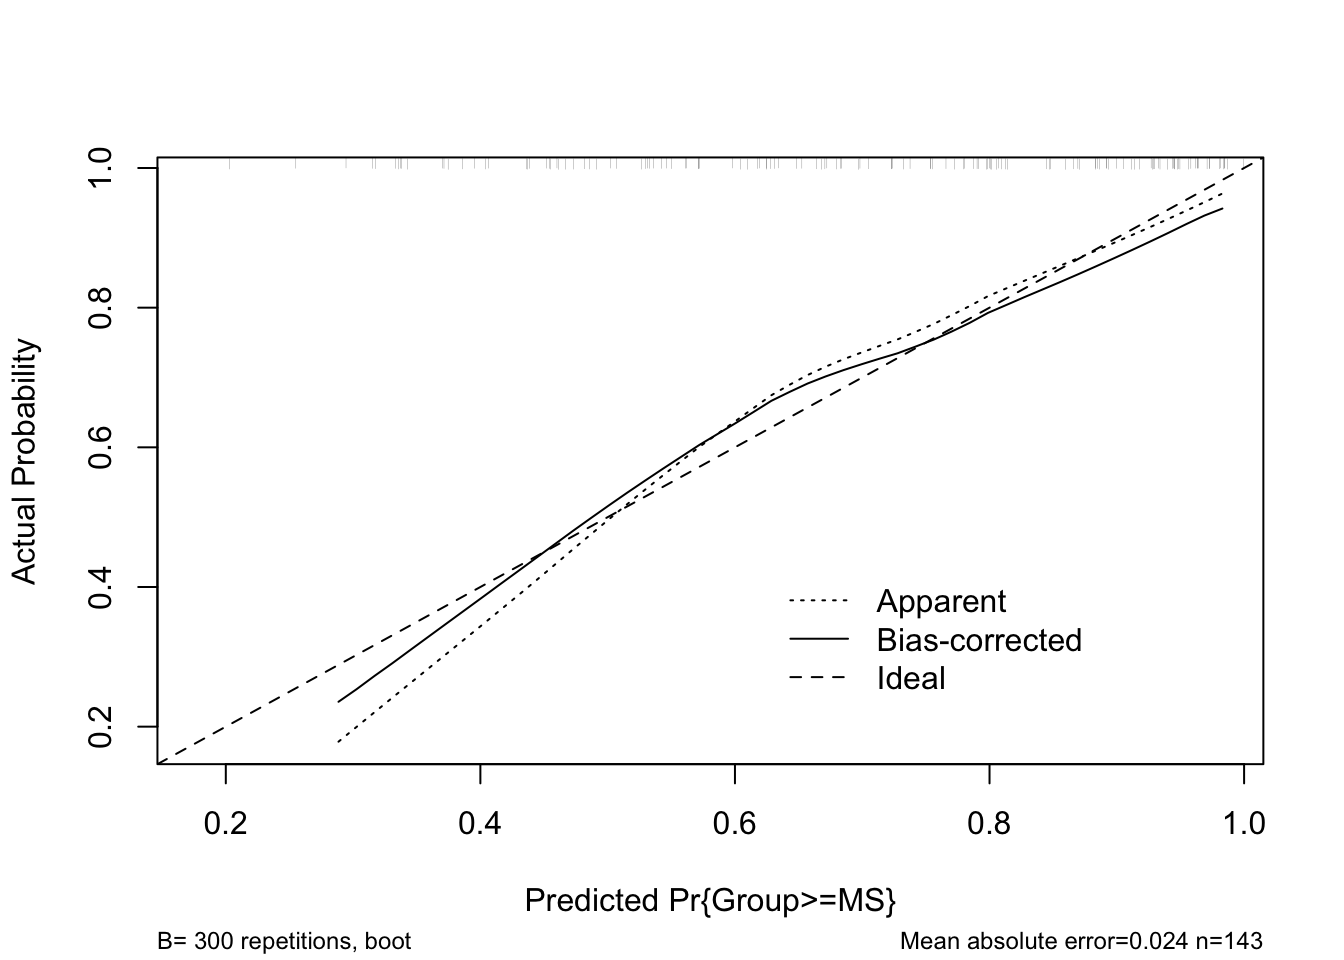 Actual Probability
1.0
0.8
0.6
0.4
0.2
Apparent
Bias-corrected
Ideal
0.2 0.4 0.6 0.8 1.0
Predicted Pr{Group>=MS}
B= 300 repetitions, boot
Mean absolute error=0.024 n=143